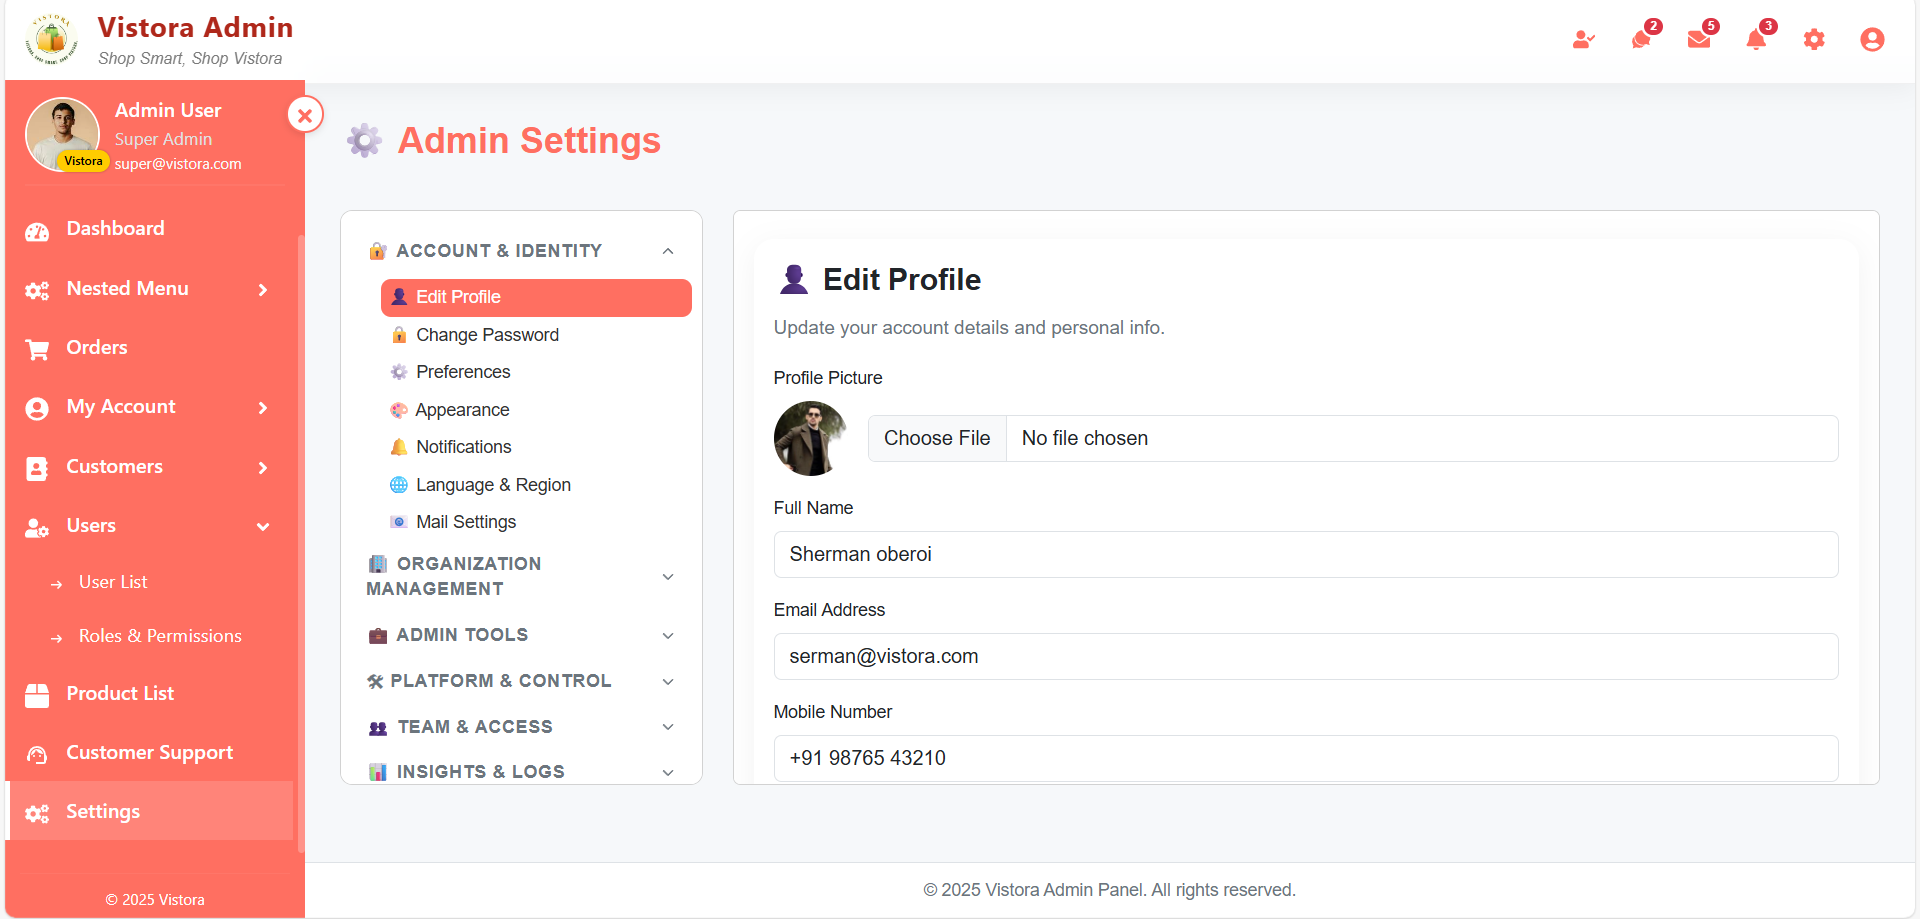 VISTORA
Vistora Admin
Shop Smart, Shop Vistora
2
5
3
Admin User
Super Admin
super@vistora.com
Vistora
Dashboard
Nested Menu
Orders
My Account
Customers
Users
User List
Roles & Permissions
Product List
Customer Support
Settings
© 2025 Vistora
Admin Settings
ACCOUNT & IDENTITY
Edit Profile
Change Password
Preferences
Appearance
Notifications
Language & Region
Mail Settings
ORGANIZATION
MANAGEMENT
ADMIN TOOLS
PLATFORM & CONTROL
TEAM & ACCESS
INSIGHTS & LOGS
Edit Profile
Update your account details and personal info.
Profile Picture
Choose File No file chosen
Full Name
Sherman oberoi
Email Address
serman@vistora.com
Mobile Number
+91 98765 43210
© 2025 Vistora Admin Panel. All rights reserved.